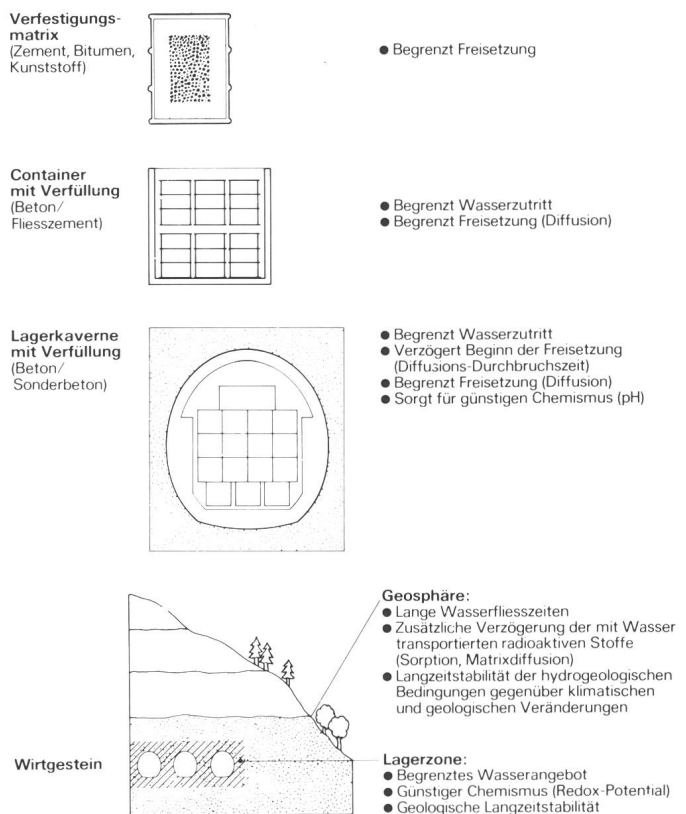 Verfestigungs-
matrix
(Zement, Bitumen,
Kunststoff)
● Begrenzt Freisetzung
Container
mit Verfüllung
(Beton/
Fliesszement)
● Begrenzt Wasserzutritt
● Begrenzt Freisetzung (Diffusion)
Lagerkaverne
mit Verfüllung
(Beton/
Sonderbeton)
● Begrenzt Wasserzutritt
● Verzögert Beginn der Freisetzung
(Diffusions-Durchbruchszeit)
● Begrenzt Freisetzung (Diffusion)
● Sorgt für günstigen Chemismus (pH)
Geosphäre:
● Lange Wasserfliesszeiten
● Zusätzliche Verzögerung der mit Wasser
transportierten radioaktiven Stoffe
(Sorption, Matrixdiffusion)
● Langzeitstabilität der hydrogeologischen
Bedingungen gegenüber klimatischen
und geologischen Veränderungen
Wirtgestein
Lagerzone:
● Begrenztes Wasserangebot
● Günstiger Chemismus (Redox-Potential)
● Geologische Langzeitstabilität